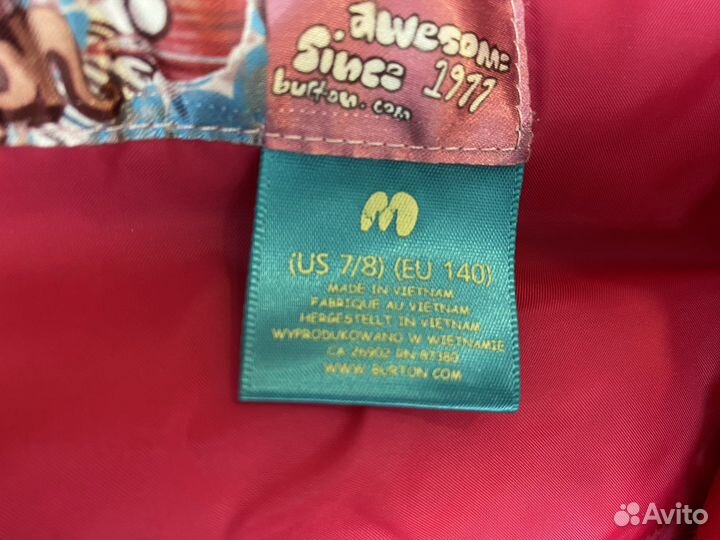 awesome
since 1977
burton.com
M
(US 7/8) (EU 140)
MADE IN VIETNAM
FABRIQUE AU VIETNAM
HERGESTELLT IN VIETNAM
WYPRODUKOWANO W WIETNAMIE
CA 26902 RN 87380
WWW.BURTON.COM
Avito